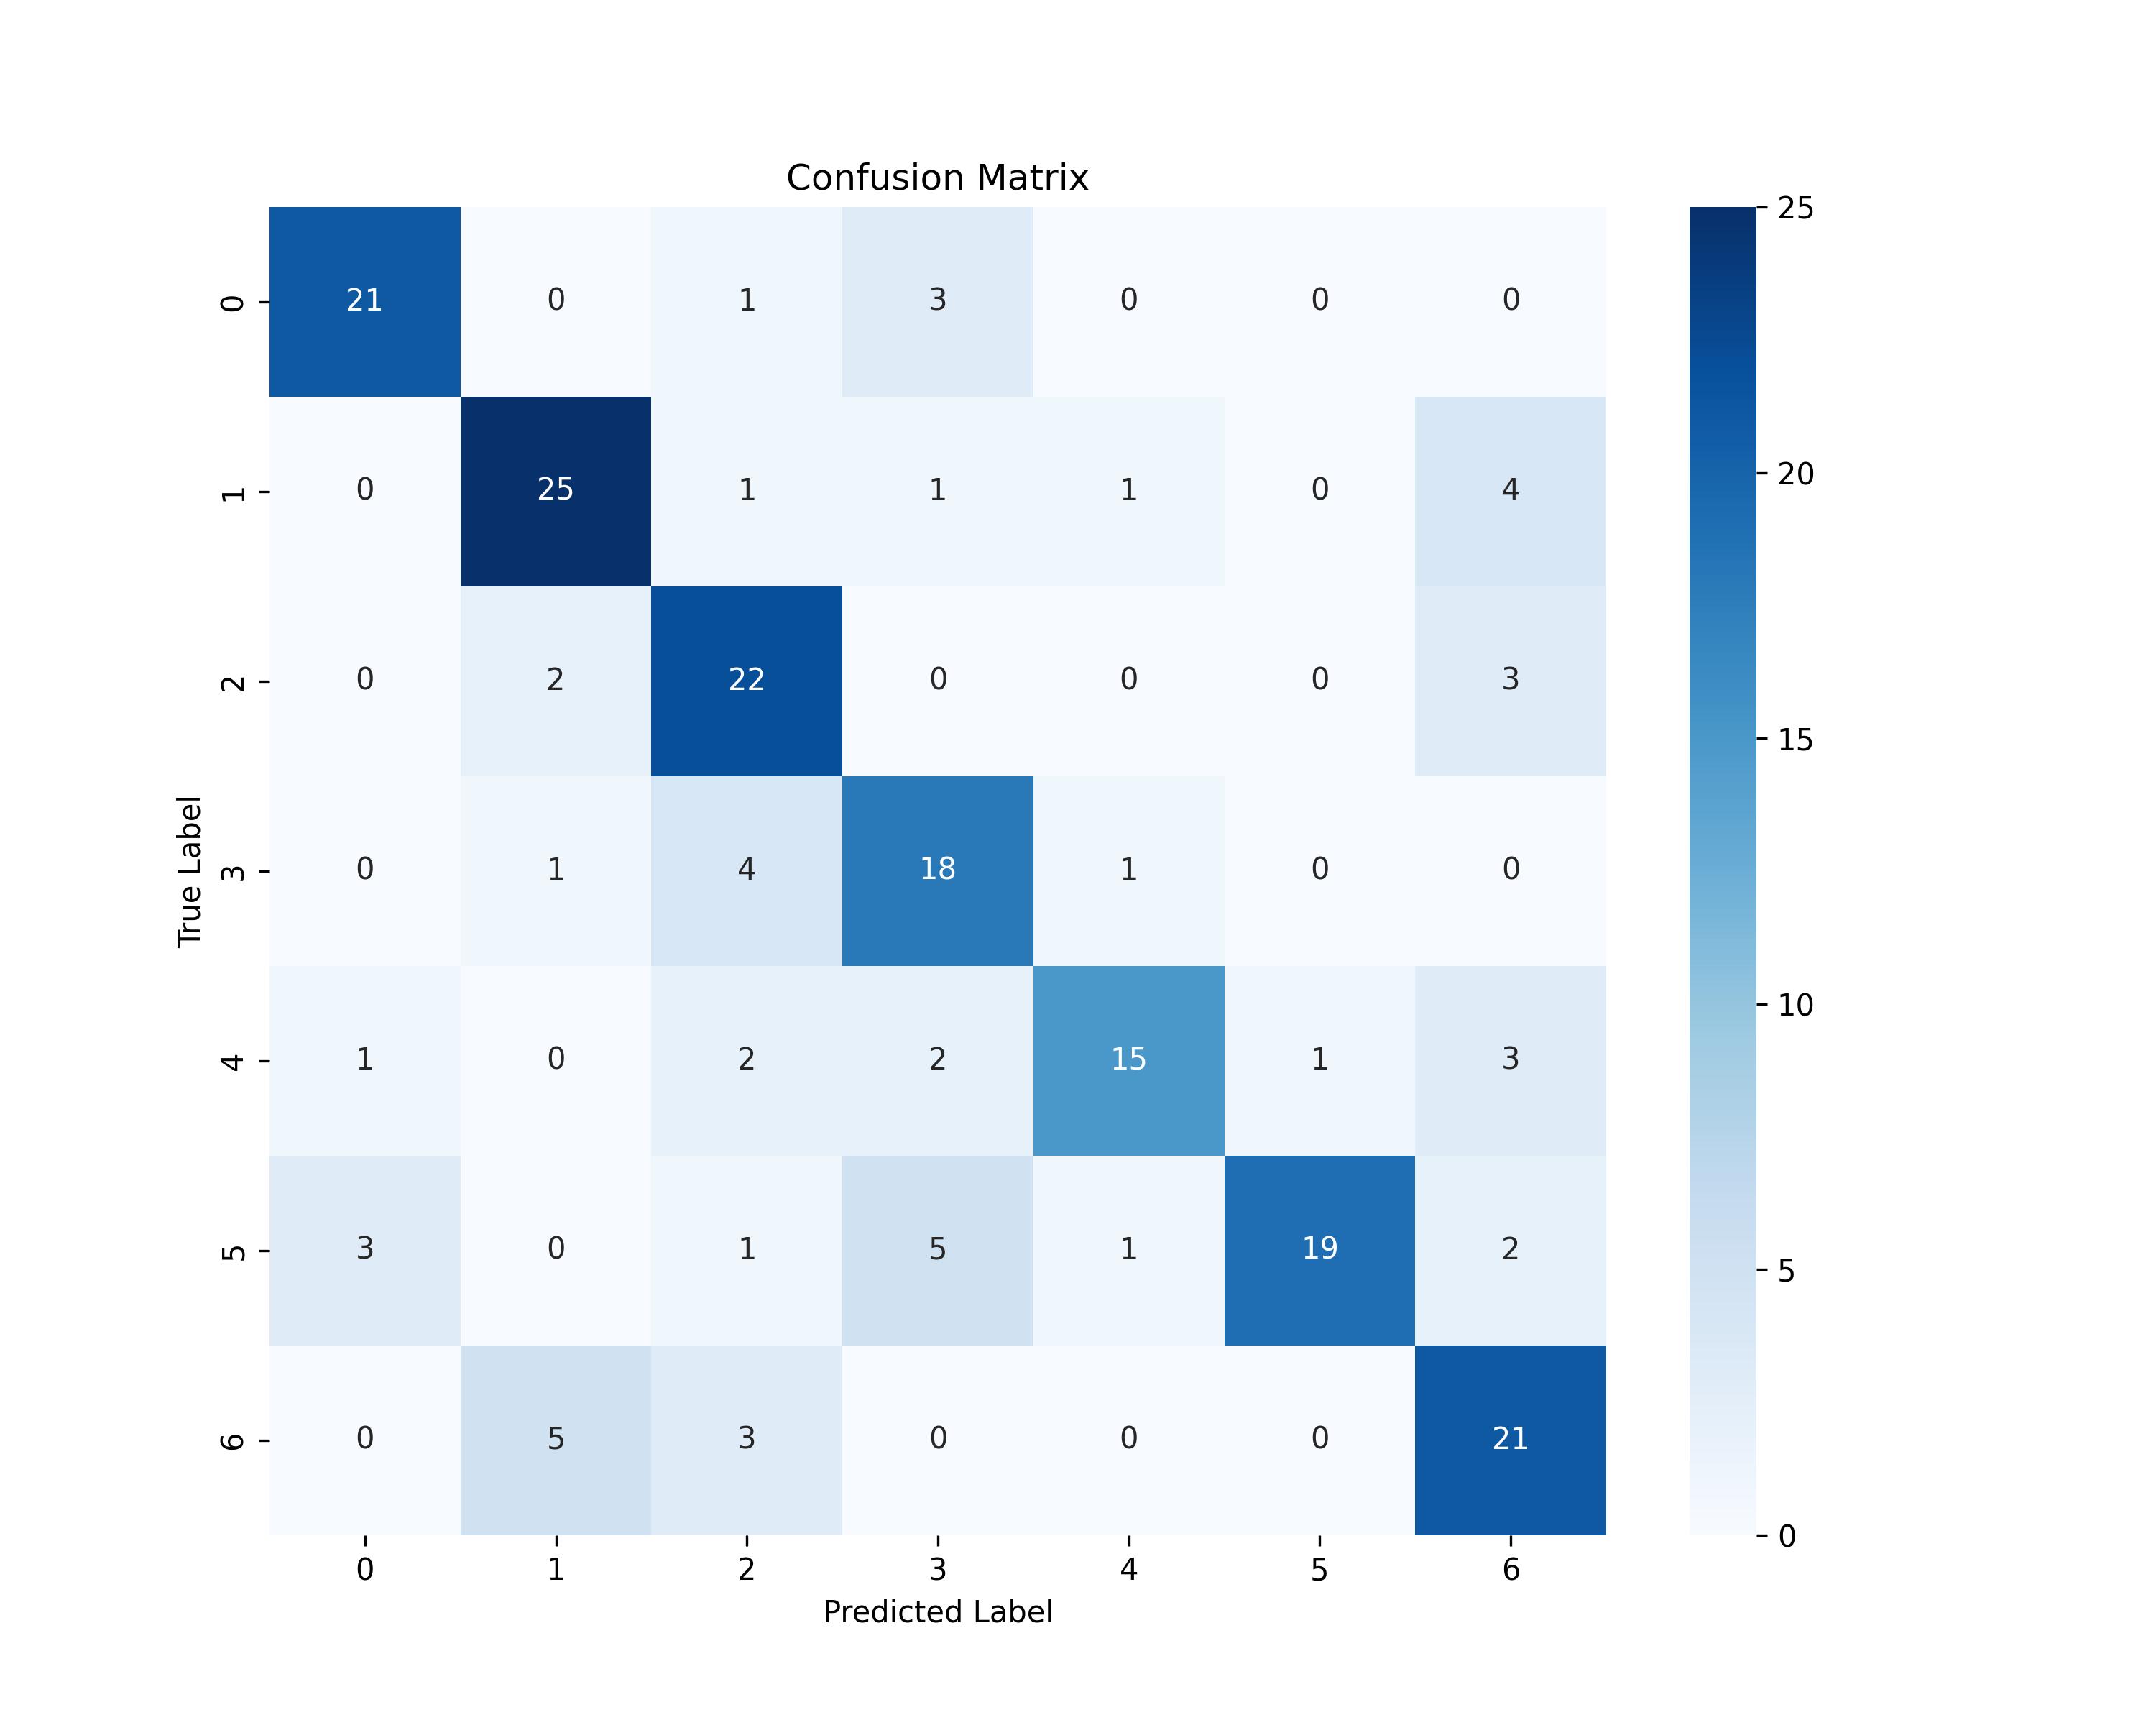 Confusion Matrix
25
0 21 0 1 3 0 0 0
1 0 25 1 1 1 0 4
20
2 0 2 22 0 0 0 3
15
True Label
3 0 1 4 18 1 0 0
10
4 1 0 2 2 15 1 3
5 3 0 1 5 1 19 2
5
6 0 5 3 0 0 0 21
0
0 1 2 3 4 5 6
Predicted Label